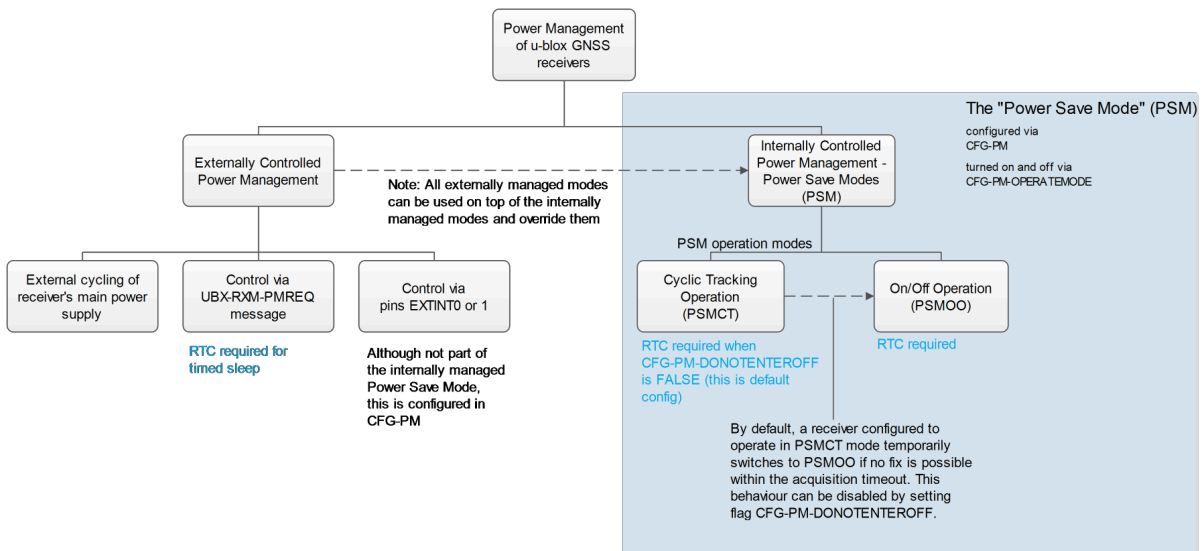 Power Management
of u-blox GNSS
receivers
The "Power Save Mode" (PSM)
configured via
CFG-PM
turned on and off via
CFG-PM-OPERATEMODE
Externally Controlled
Power Management
Internally Controlled
Power Management -
Power Save Modes
(PSM)
Note: All externally managed modes
can be used on top of the internally
managed modes and override them
PSM operation modes
External cycling of
receiver's main power
supply
Control via
UBX-RXM-PMREQ
message
Control via
pins EXTINT0 or 1
Cyclic Tracking
Operation
(PSMCT)
On/Off Operation
(PSMOO)
RTC required for
timed sleep
Although not part of
the internally managed
Power Save Mode,
this is configured in
CFG-PM
RTC required when
CFG-PM-DONOTENTEROFF
is FALSE (this is default
config)
RTC required
By default, a receiver configured to
operate in PSMCT mode temporarily
switches to PSMOO if no fix is possible
within the acquisition timeout. This
behaviour can be disabled by setting
flag CFG-PM-DONOTENTEROFF.